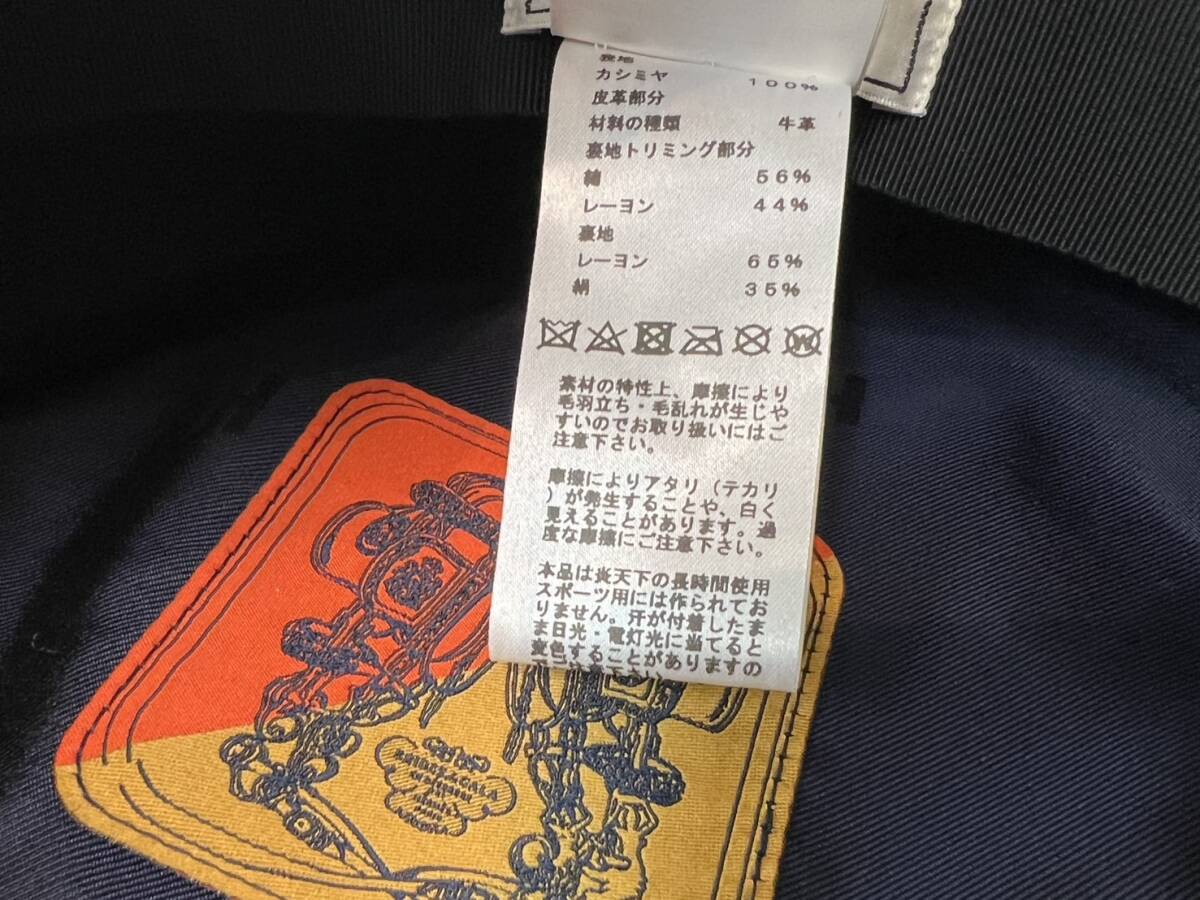 表地
カシミヤ　１００％
皮革部分
材料の種類　牛革
裏地トリミング部分
綿　５６％
レーヨン　４４％
裏地
レーヨン　６５％
絹　３５％
W
素材の特性上、摩擦により
毛羽立ち・毛乱れが生じや
すいのでお取り扱いにはご
注意下さい。
摩擦によりアタリ（テカリ
）が発生することや、白く
見えることがあります。過
度な摩擦にご注意下さい。
本品は炎天下の長時間使用
スポーツ用には作られてお
りません。汗が付着したま
ま日光・電灯光に当てると
変色することがありますの
でご注意下さい